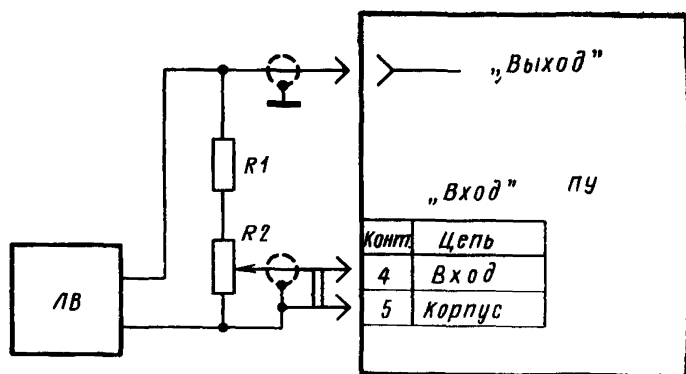 „Выход"
R1
„Вход" ПУ
R2
Конт. Цепь
4 Вход
5 Корпус
ЛВ